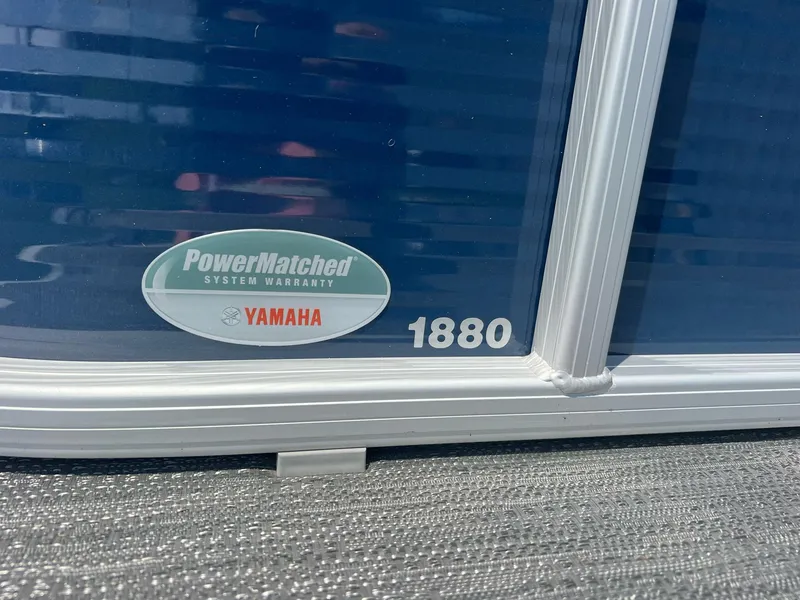 PowerMatched®
SYSTEM WARRANTY
YAMAHA
1880